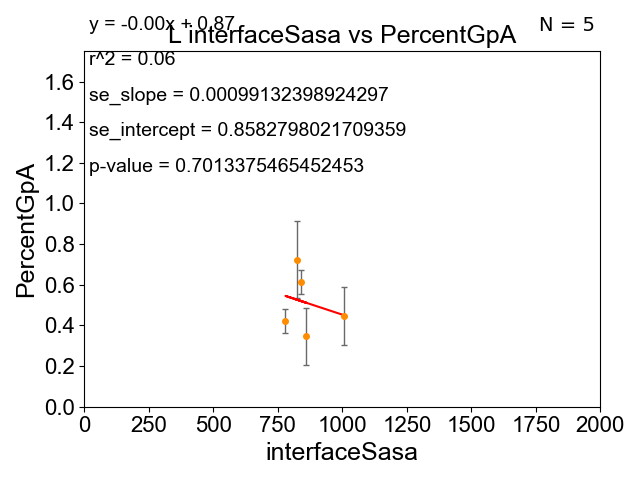 y = -0.00x + 0.87
N = 5
L interfaceSasa vs PercentGpA
r^2 = 0.06
se_slope = 0.00099132398924297
se_intercept = 0.8582798021709359
p-value = 0.7013375465452453
PercentGpA
1.6
1.4
1.2
1.0
0.8
0.6
0.4
0.2
0.0
0 250 500 750 1000 1250 1500 1750 2000
interfaceSasa